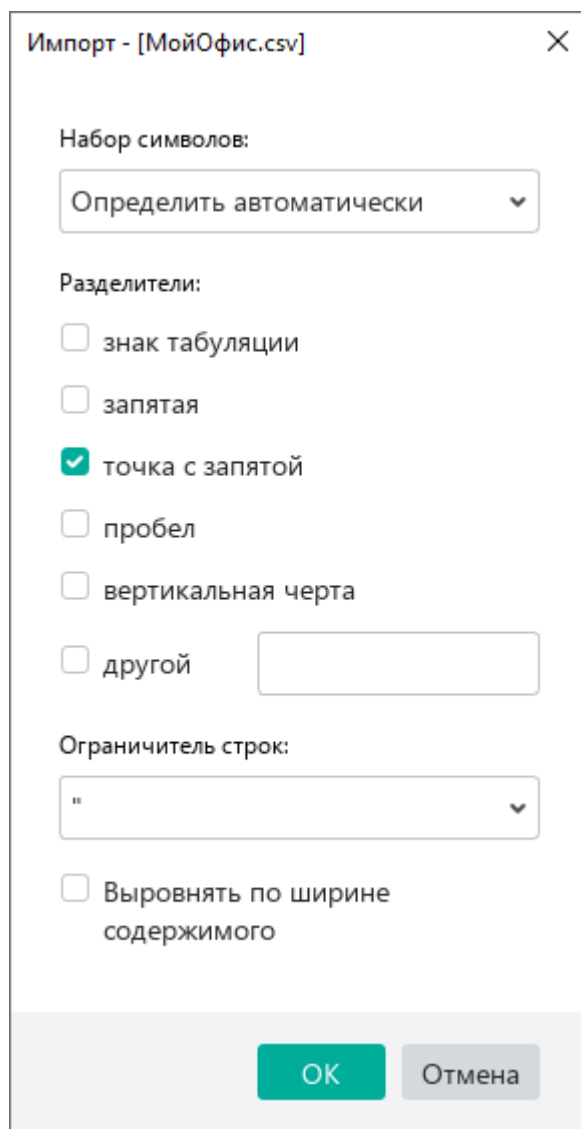 Импорт - [МойОфис.csv]
Набор символов:
Определить автоматически
Разделители:
знак табуляции
запятая
точка с запятой
пробел
вертикальная черта
другой
Ограничитель строк:
"
Выровнять по ширине
содержимого
ОК Отмена